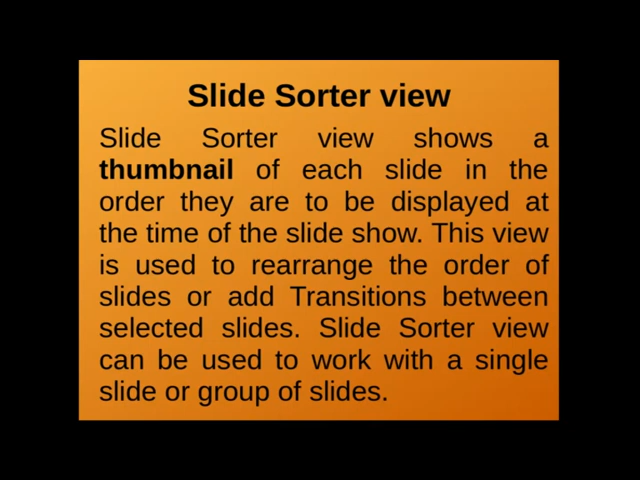 Slide Sorter view
Slide Sorter view shows a
thumbnail of each slide in the
order they are to be displayed at
the time of the slide show. This view
is used to rearrange the order of
slides or add Transitions between
selected slides. Slide Sorter view
can be used to work with a single
slide or group of slides.